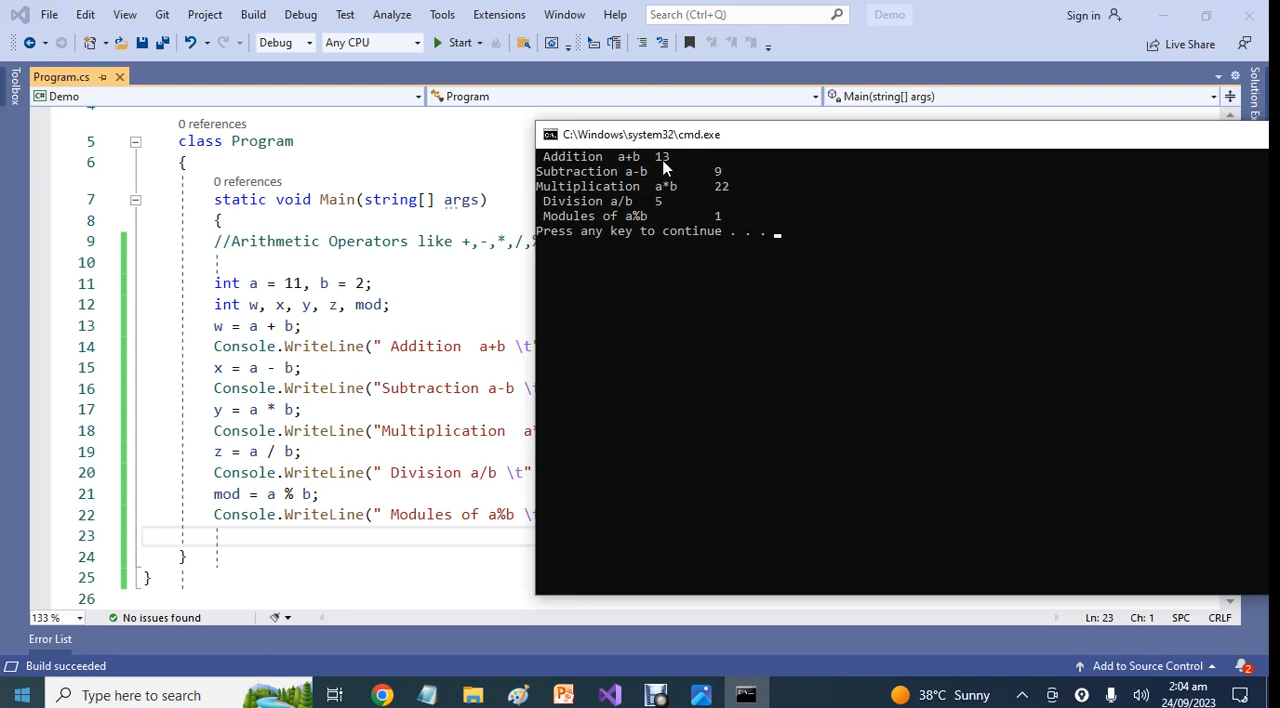 File Edit View Git Project Build Debug Test Analyze Tools Extensions Window Help Search (Ctrl+Q) Demo Sign in
Debug Any CPU Start Live Share
Toolbox
Program.cs
Demo Program Main(string[] args)
0 references
5 class Program
6 {
0 references
7 static void Main(string[] args)
8 {
9 //Arithmetic Operators like +,-,*,/,%
10
11 int a = 11, b = 2;
12 int w, x, y, z, mod;
13 w = a + b;
14 Console.WriteLine(" Addition  a+b \t"
15 x = a - b;
16 Console.WriteLine("Subtraction a-b \t
17 y = a * b;
18 Console.WriteLine("Multiplication  a*
19 z = a / b;
20 Console.WriteLine(" Division a/b \t"
21 mod = a % b;
22 Console.WriteLine(" Modules of a%b \t
23
24 }
25 }
26
C:\Windows\system32\cmd.exe
Addition  a+b  13
Subtraction a-b  9
Multiplication  a*b  22
Division a/b  5
Modules of a%b  1
Press any key to continue . . .
Solution Ex
133 % No issues found Ln: 23 Ch: 1 SPC CRLF
Error List
Build succeeded Add to Source Control 2
Type here to search 38°C Sunny 2:04 am
24/09/2023